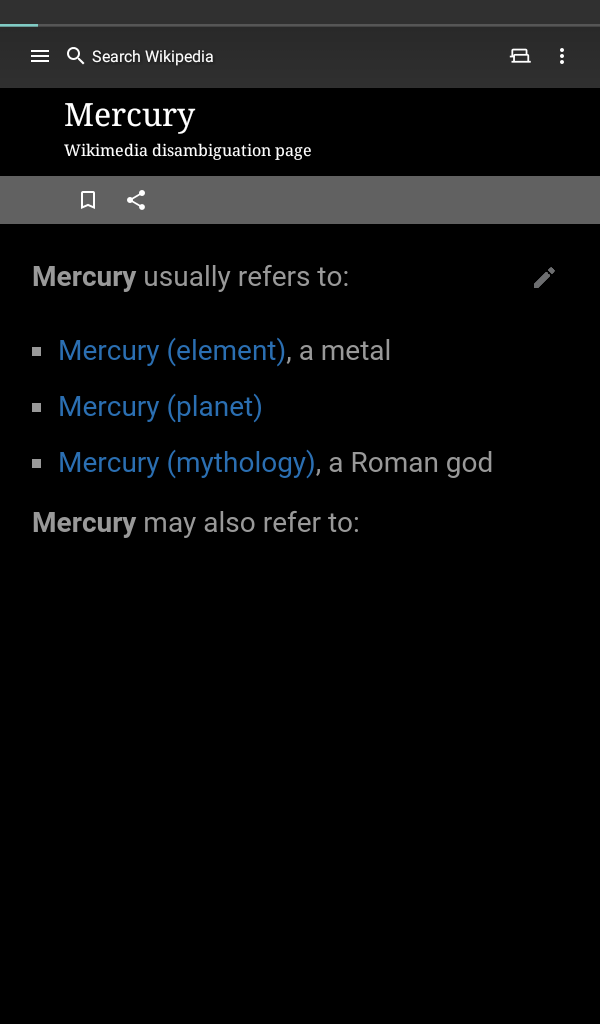 Search Wikipedia
Mercury
Wikimedia disambiguation page
Mercury usually refers to:
Mercury (element), a metal
Mercury (planet)
Mercury (mythology), a Roman god
Mercury may also refer to: